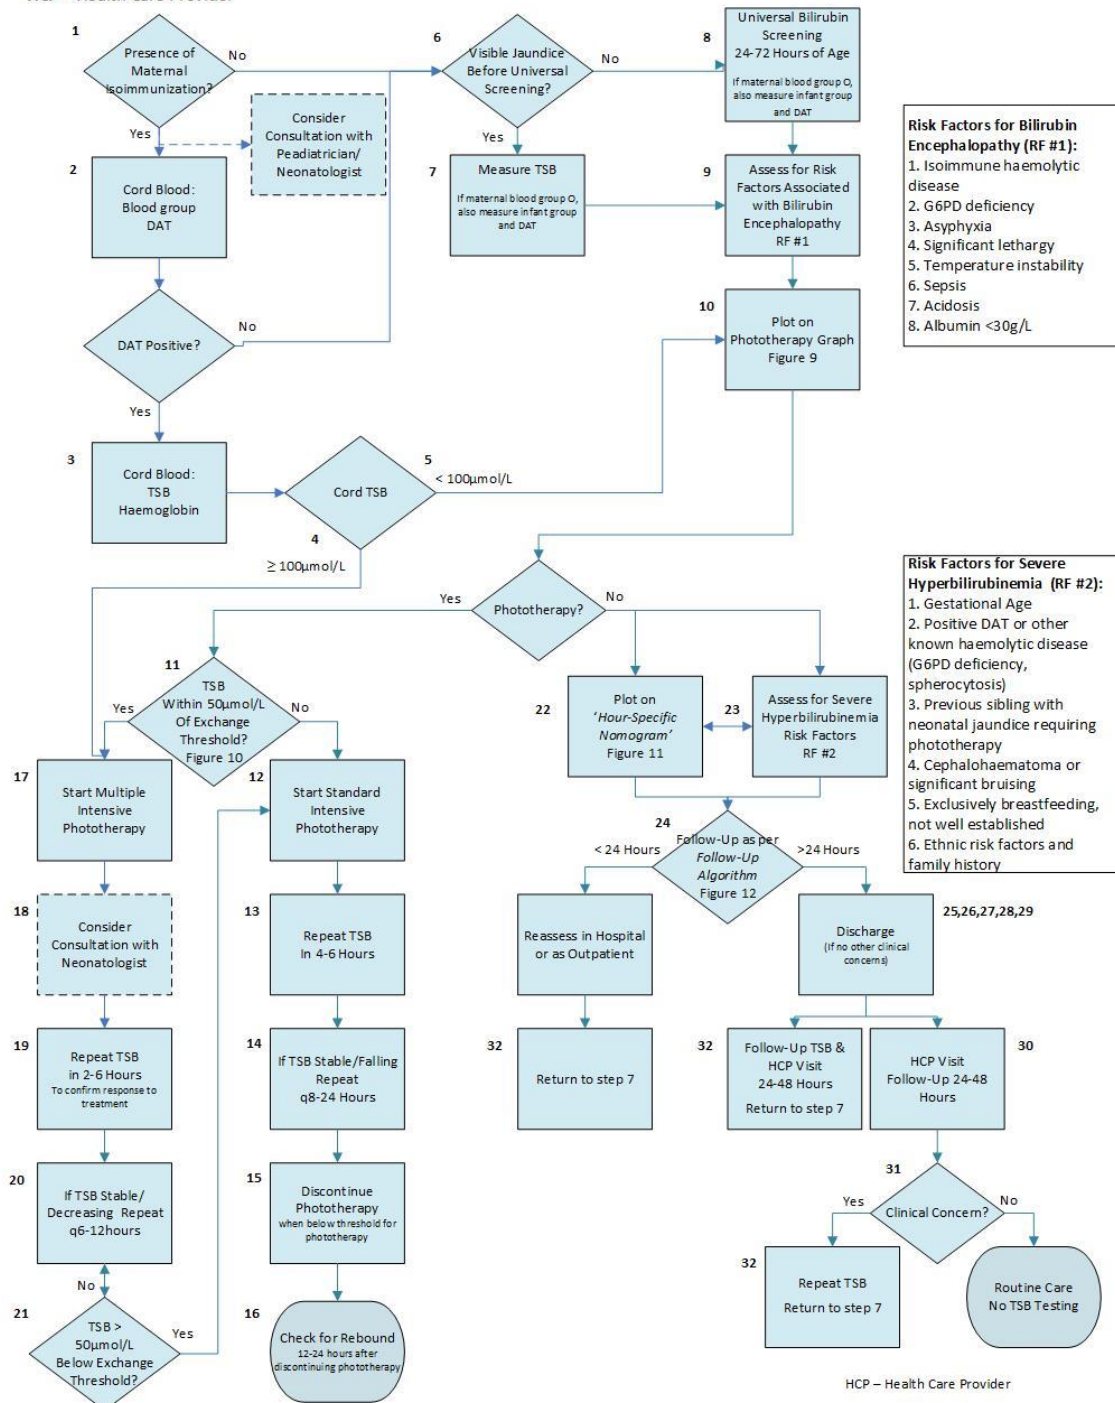 1
Presence of
Maternal
Isoimmunization?
No
Yes
6
Visible Jaundice
Before Universal
Screening?
No
Yes
8
Universal Bilirubin
Screening
24-72 Hours of Age
If maternal blood group O,
also measure infant group
and DAT
Consider
Consultation with
Peadiatrician/
Neonatologist
2
Cord Blood:
Blood group
DAT
7
Measure TSB
If maternal blood group O,
also measure infant group
and DAT
9
Assess for Risk
Factors Associated
with Bilirubin
Encephalopathy
RF #1
Risk Factors for Bilirubin
Encephalopathy (RF #1):
1. Isoimmune haemolytic
disease
2. G6PD deficiency
3. Asyphyxia
4. Significant lethargy
5. Temperature instability
6. Sepsis
7. Acidosis
8. Albumin <30g/L
DAT Positive?
No
Yes
10
Plot on
Phototherapy Graph
Figure 9
3
Cord Blood:
TSB
Haemoglobin
5
Cord TSB
< 100µmol/L
4
≥ 100µmol/L
Phototherapy?
Yes
No
Risk Factors for Severe
Hyperbilirubinemia (RF #2):
1. Gestational Age
2. Positive DAT or other
known haemolytic disease
(G6PD deficiency,
spherocytosis)
3. Previous sibling with
neonatal jaundice requiring
phototherapy
4. Cephalohaematoma or
significant bruising
5. Exclusively breastfeeding,
not well established
6. Ethnic risk factors and
family history
11
TSB
Within 50µmol/L
Of Exchange
Threshold?
Figure 10
Yes
No
22
Plot on
‘Hour-Specific
Nomogram’
Figure 11
23
Assess for Severe
Hyperbilirubinemia
Risk Factors
RF #2
17
Start Multiple
Intensive
Phototherapy
12
Start Standard
Intensive
Phototherapy
24
Follow-Up as per
Follow-Up
Algorithm
Figure 12
< 24 Hours
>24 Hours
18
Consider
Consultation with
Neonatologist
13
Repeat TSB
In 4-6 Hours
Reassess in Hospital
or as Outpatient
25,26,27,28,29
Discharge
(If no other clinical
concerns)
19
Repeat TSB
in 2-6 Hours
To confirm response to
treatment
14
If TSB Stable/Falling
Repeat
q8-24 Hours
32
Return to step 7
32
Follow-Up TSB &
HCP Visit
24-48 Hours
Return to step 7
30
HCP Visit
Follow-Up 24-48
Hours
20
If TSB Stable/
Decreasing Repeat
q6-12hours
15
Discontinue
Phototherapy
when below threshold for
phototherapy
31
Clinical Concern?
Yes
No
32
Repeat TSB
Return to step 7
Routine Care
No TSB Testing
No
21
TSB >
50µmol/L
Below Exchange
Threshold?
Yes
16
Check for Rebound
12-24 hours after
discontinuing phototherapy
HCP – Health Care Provider